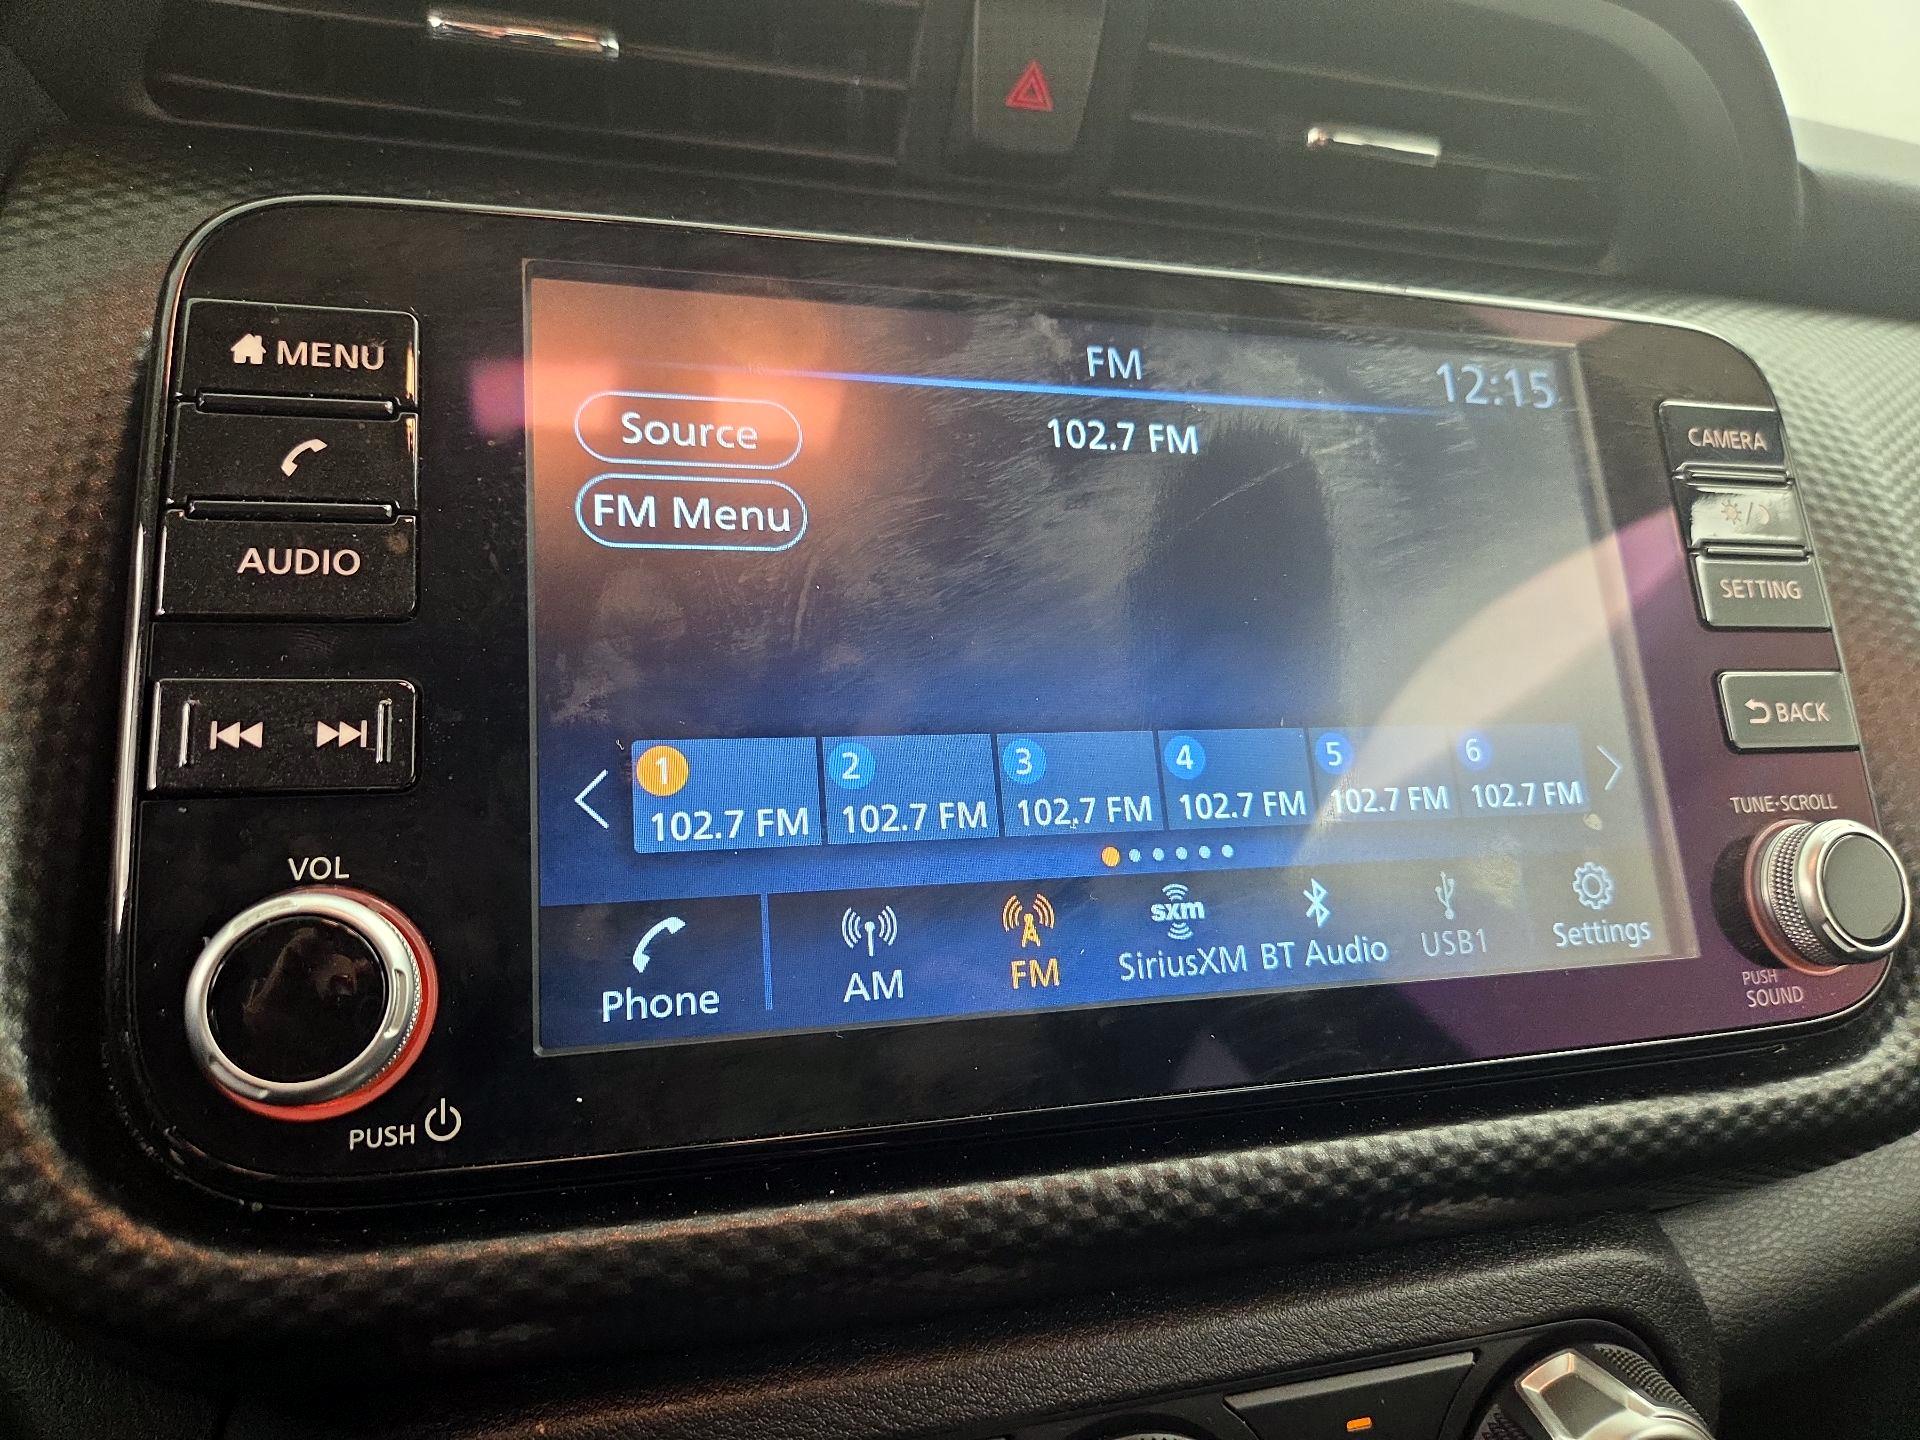 MENU
AUDIO
VOL
PUSH
FM
12:15
Source
102.7 FM
FM Menu
1 2 3 4 5 6
102.7 FM 102.7 FM 102.7 FM 102.7 FM 102.7 FM 102.7 FM
sxm
Phone AM FM SiriusXM BT Audio USB1 Settings
CAMERA
SETTING
BACK
TUNE·SCROLL
PUSH
SOUND